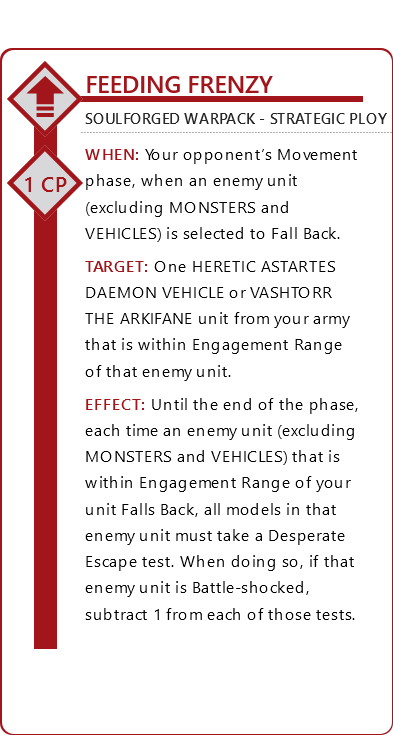 FEEDING FRENZY
SOULFORGED WARPACK - STRATEGIC PLOY
1 CP
WHEN: Your opponent's Movement
phase, when an enemy unit
(excluding MONSTERS and
VEHICLES) is selected to Fall Back.
TARGET: One HERETIC ASTARTES
DAEMON VEHICLE or VASHTORR
THE ARKIFANE unit from your army
that is within Engagement Range
of that enemy unit.
EFFECT: Until the end of the phase,
each time an enemy unit (excluding
MONSTERS and VEHICLES) that is
within Engagement Range of your
unit Falls Back, all models in that
enemy unit must take a Desperate
Escape test. When doing so, if that
enemy unit is Battle-shocked,
subtract 1 from each of those tests.